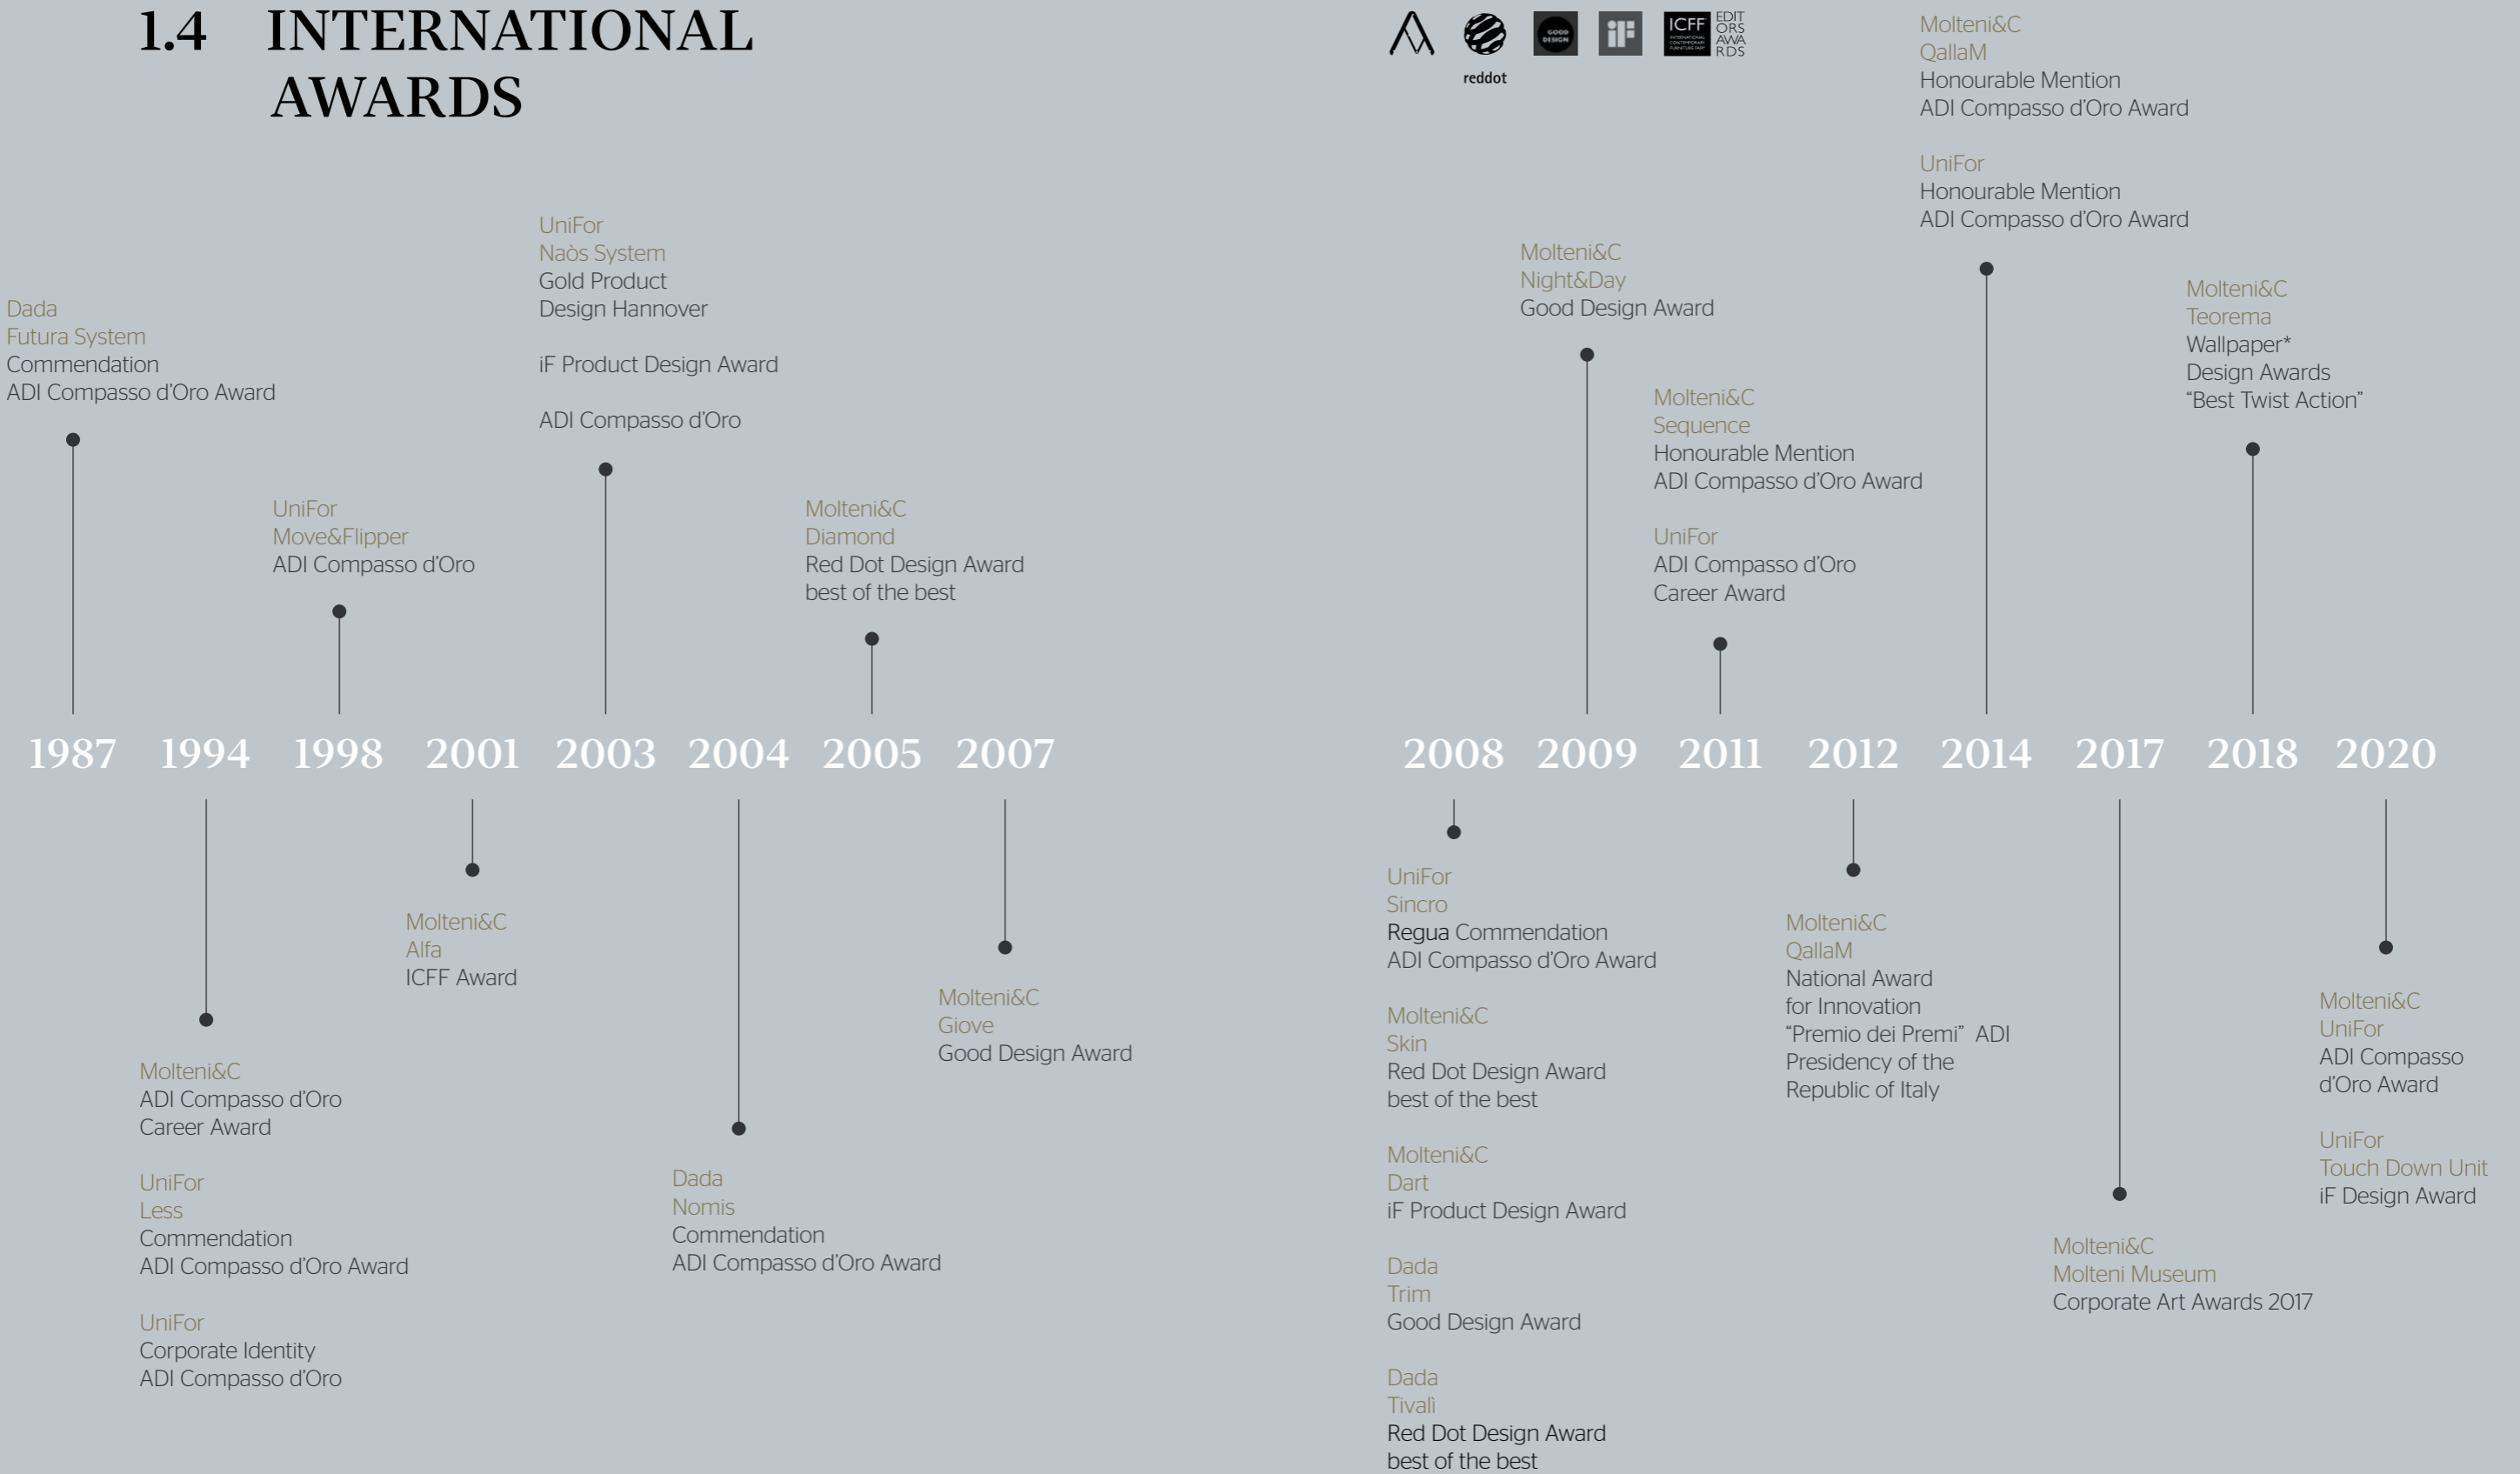 1.4 INTERNATIONAL
AWARDS
reddot
GOOD
DESIGN
iF
ICFF
INTERNATIONAL
CONTEMPORARY
FURNITURE FAIR
EDIT
ORS
AWA
RDS
Dada
Futura System
Commendation
ADI Compasso d’Oro Award
UniFor
Move&Flipper
ADI Compasso d’Oro
UniFor
Naòs System
Gold Product
Design Hannover
iF Product Design Award
ADI Compasso d’Oro
Molteni&C
Diamond
Red Dot Design Award
best of the best
Molteni&C
Night&Day
Good Design Award
Molteni&C
Sequence
Honourable Mention
ADI Compasso d’Oro Award
UniFor
ADI Compasso d’Oro
Career Award
Molteni&C
QallaM
Honourable Mention
ADI Compasso d’Oro Award
UniFor
Honourable Mention
ADI Compasso d’Oro Award
Molteni&C
Teorema
Wallpaper*
Design Awards
“Best Twist Action”
1987 1994 1998 2001 2003 2004 2005 2007 2008 2009 2011 2012 2014 2017 2018 2020
Molteni&C
ADI Compasso d’Oro
Career Award
UniFor
Less
Commendation
ADI Compasso d’Oro Award
UniFor
Corporate Identity
ADI Compasso d’Oro
Molteni&C
Alfa
ICFF Award
Dada
Nomis
Commendation
ADI Compasso d’Oro Award
Molteni&C
Giove
Good Design Award
UniFor
Sincro
Regua Commendation
ADI Compasso d’Oro Award
Molteni&C
Skin
Red Dot Design Award
best of the best
Molteni&C
Dart
iF Product Design Award
Dada
Trim
Good Design Award
Dada
Tivalì
Red Dot Design Award
best of the best
Molteni&C
QallaM
National Award
for Innovation
“Premio dei Premi” ADI
Presidency of the
Republic of Italy
Molteni&C
Molteni Museum
Corporate Art Awards 2017
Molteni&C
UniFor
ADI Compasso
d’Oro Award
UniFor
Touch Down Unit
iF Design Award